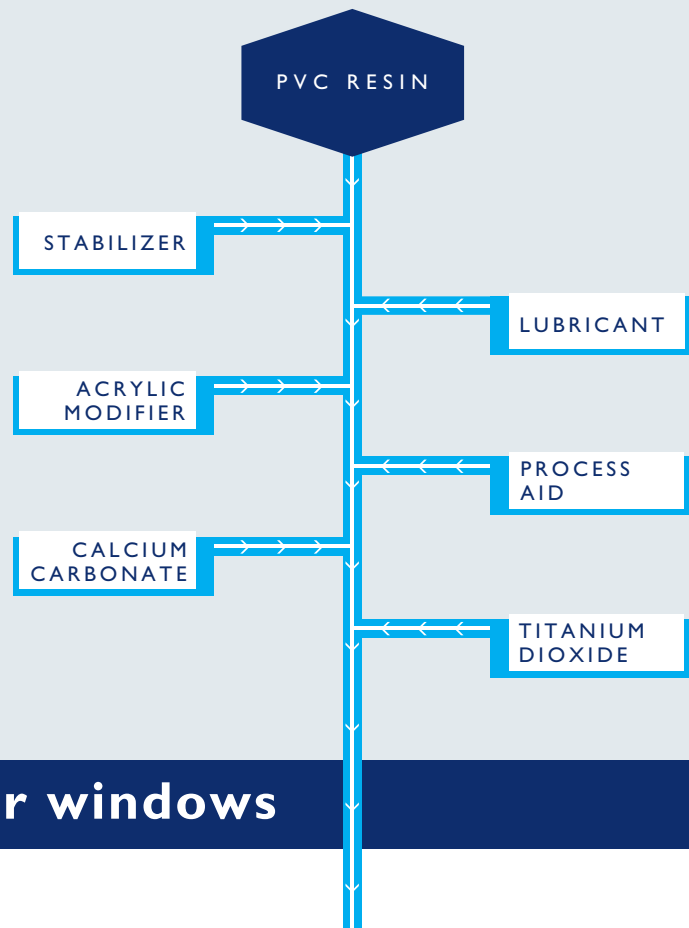 PVC RESIN
STABILIZER
LUBRICANT
ACRYLIC
MODIFIER
PROCESS
AID
CALCIUM
CARBONATE
TITANIUM
DIOXIDE
r windows